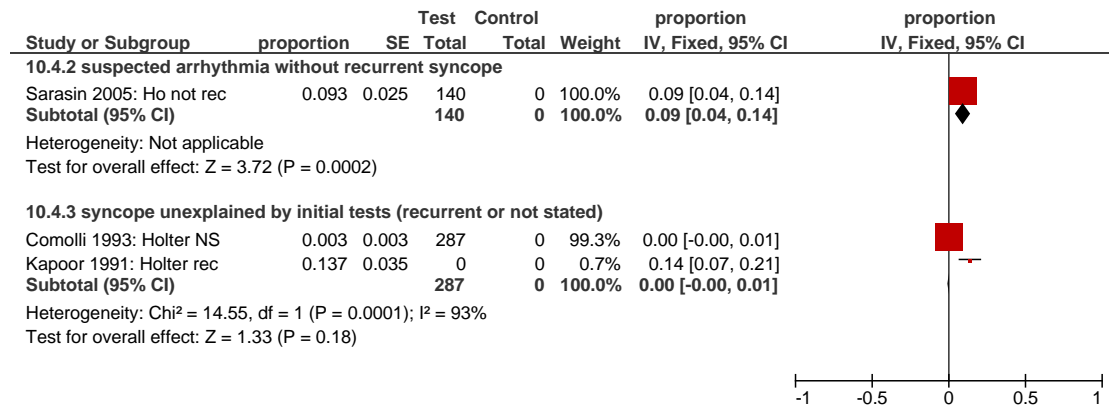 Test Control proportion proportion
Study or Subgroup proportion SE Total Total Weight IV, Fixed, 95% CI IV, Fixed, 95% CI
10.4.2 suspected arrhythmia without recurrent syncope
Sarasin 2005: Ho not rec 0.093 0.025 140 0 100.0% 0.09 [0.04, 0.14]
Subtotal (95% CI) 140 0 100.0% 0.09 [0.04, 0.14]
Heterogeneity: Not applicable
Test for overall effect: Z = 3.72 (P = 0.0002)
10.4.3 syncope unexplained by initial tests (recurrent or not stated)
Comolli 1993: Holter NS 0.003 0.003 287 0 99.3% 0.00 [-0.00, 0.01]
Kapoor 1991: Holter rec 0.137 0.035 0 0 0.7% 0.14 [0.07, 0.21]
Subtotal (95% CI) 287 0 100.0% 0.00 [-0.00, 0.01]
Heterogeneity: Chi² = 14.55, df = 1 (P = 0.0001); I² = 93%
Test for overall effect: Z = 1.33 (P = 0.18)
-1 -0.5 0 0.5 1